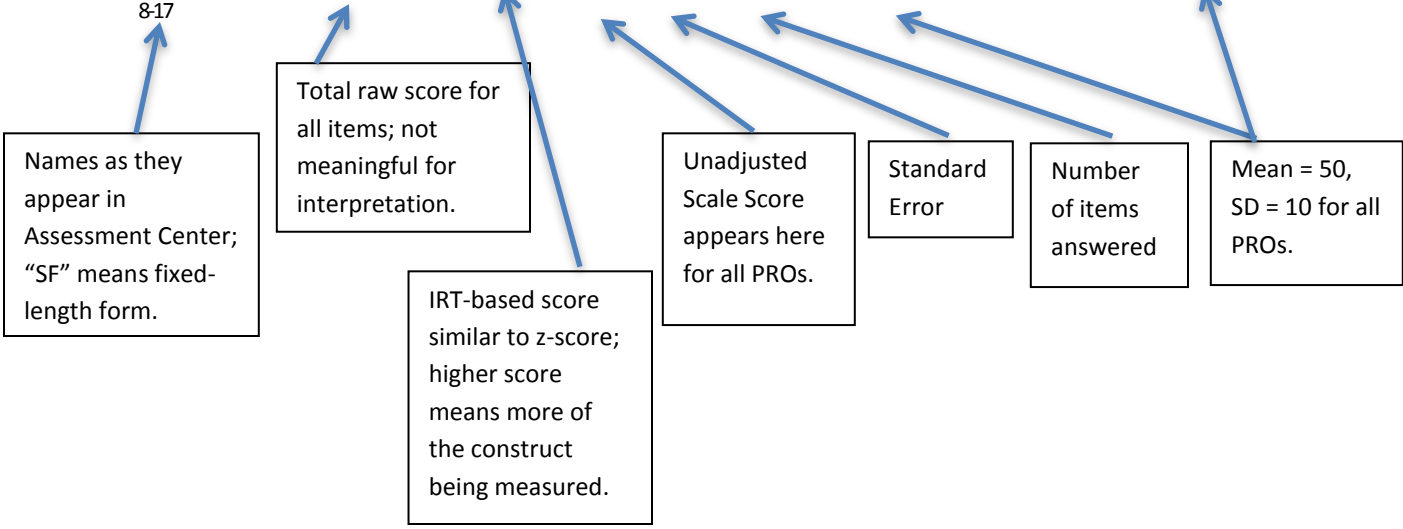 8-17
Names as they
appear in
Assessment Center;
“SF” means fixed-
length form.
Total raw score for
all items; not
meaningful for
interpretation.
IRT-based score
similar to z-score;
higher score
means more of
the construct
being measured.
Unadjusted
Scale Score
appears here
for all PROs.
Standard
Error
Number
of items
answered
Mean = 50,
SD = 10 for all
PROs.